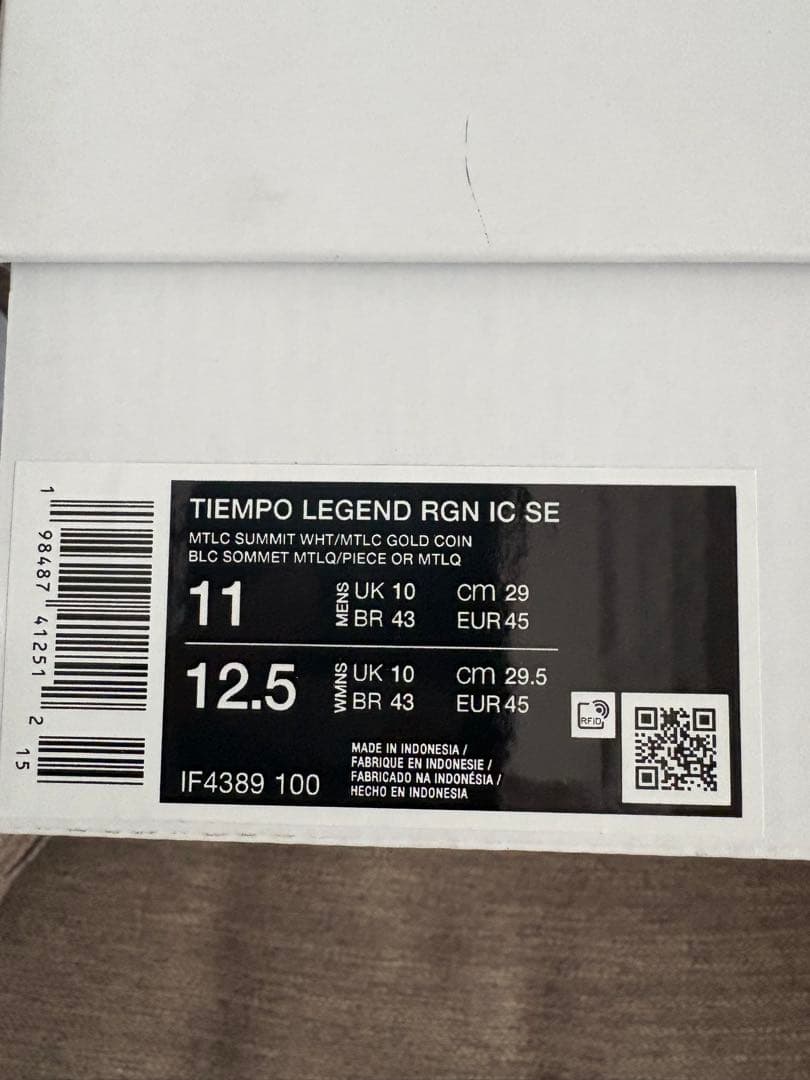 TIEMPO LEGEND RGN IC SE
MTLC SUMMIT WHT/MTLC GOLD COIN
BLC SOMMET MTLQ/PIECE OR MTLQ
11 MENS UK 10 cm 29
BR 43 EUR 45
12.5 WMNS UK 10 cm 29.5
BR 43 EUR 45
RFID
MADE IN INDONESIA /
FABRIQUE EN INDONESIE /
FABRICADO NA INDONÉSIA /
HECHO EN INDONESIA
IF4389 100
1 98487 41251 2 15